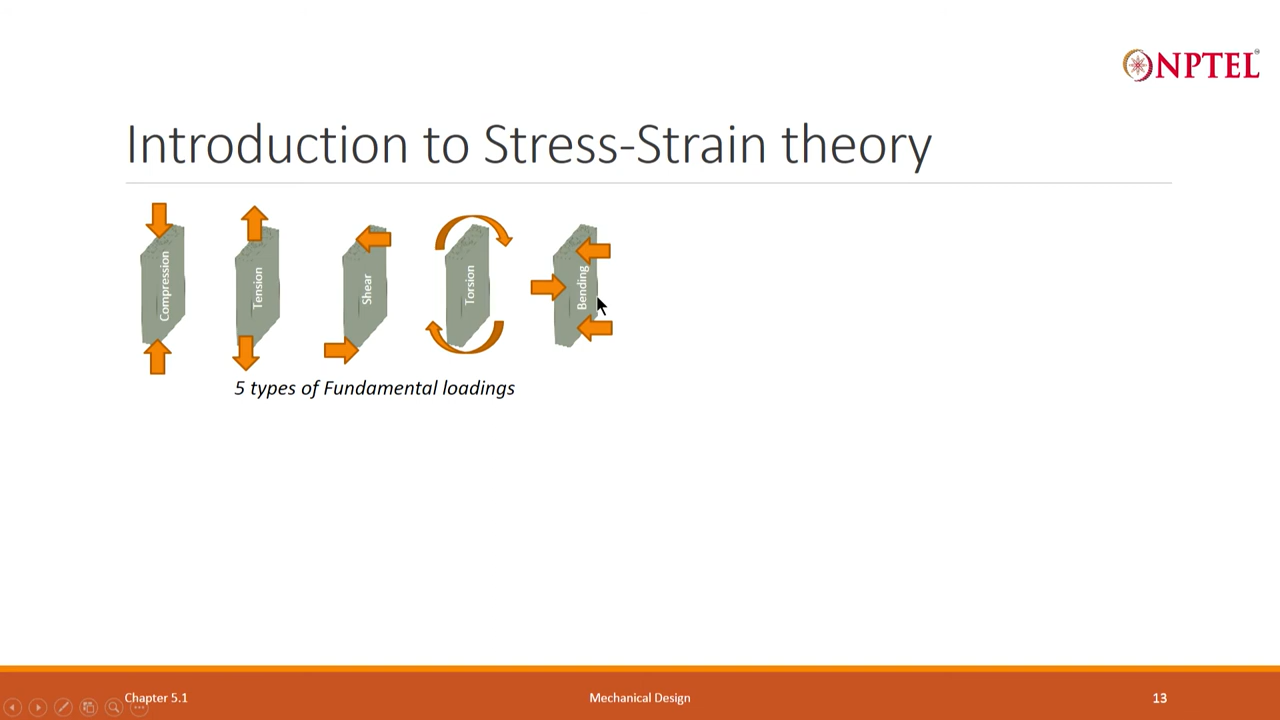 NPTEL
Introduction to Stress-Strain theory
Compression
Tension
Shear
Torsion
Bending
5 types of Fundamental loadings
Chapter 5.1
Mechanical Design
13